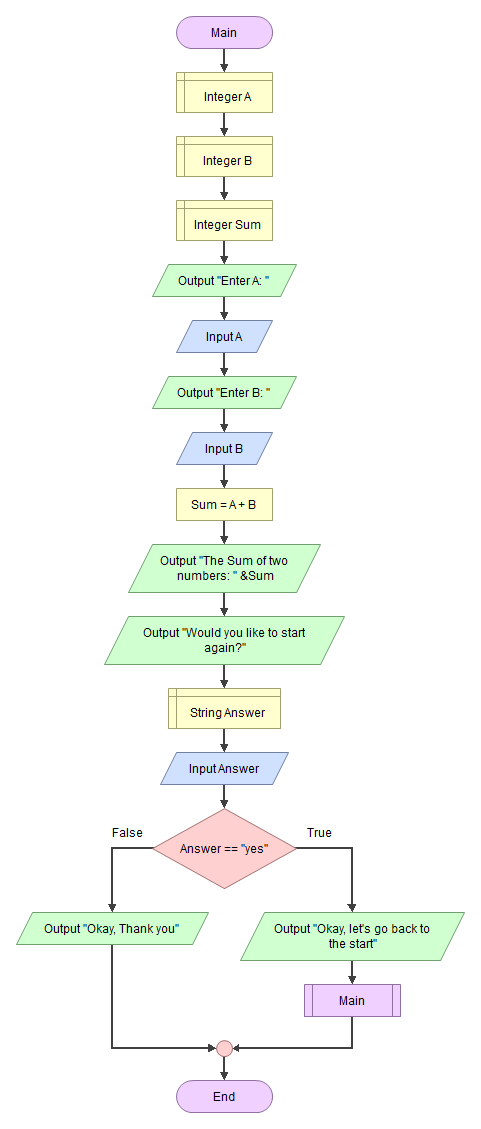 Main
Integer A
Integer B
Integer Sum
Output "Enter A: "
Input A
Output "Enter B: "
Input B
Sum = A + B
Output "The Sum of two
numbers: " &Sum
Output "Would you like to start
again?"
String Answer
Input Answer
False
True
Answer == "yes"
Output "Okay, Thank you"
Output "Okay, let's go back to
the start"
Main
End